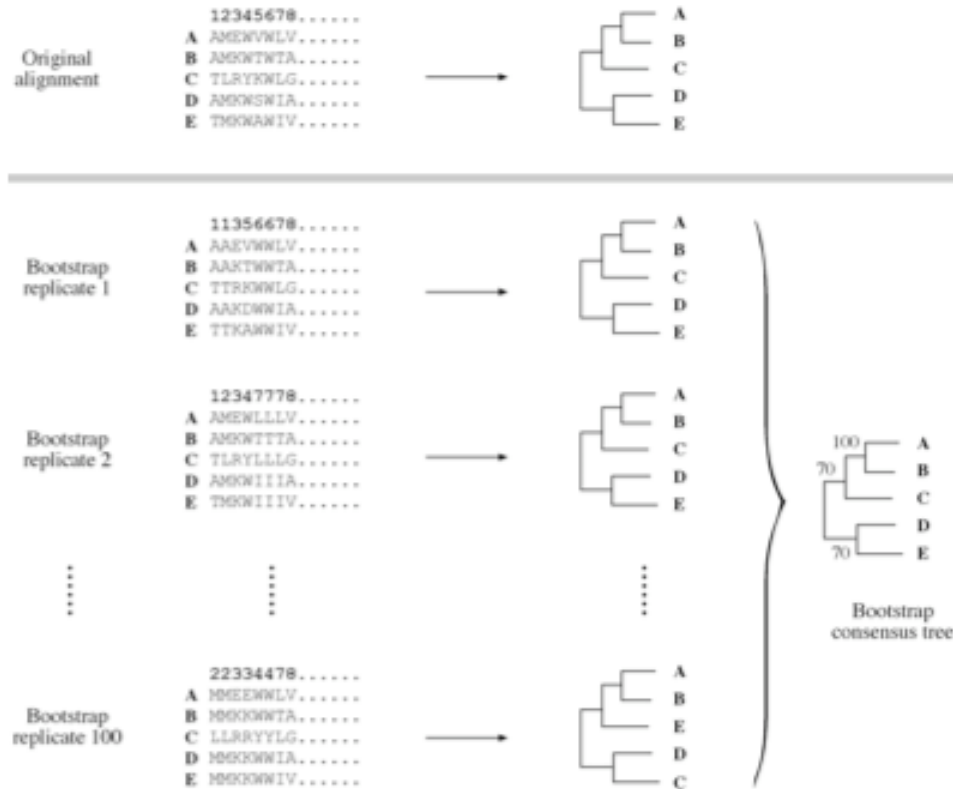 12345678......
A AMEWVWLV......
Original alignment
B AMKWTWTA......
C TLRYKWLG......
D AMKWSWIA......
E TMKWAWIV......
A
B
C
D
E
11356678......
A AAEVWWLV......
Bootstrap replicate 1
B AAKTWWTA......
C TTRKWWLG......
D AAKDWWIA......
E TTKAWWIV......
A
B
C
D
E
12347778......
A AMEWLLLV......
Bootstrap replicate 2
B AMKWTTTA......
C TLRYLLLG......
D AMKWIIIA......
E TMKWIIIV......
A
B
C
D
E
22334478......
A MMEEWWLV......
Bootstrap replicate 100
B MMKKWWTA......
C LLRRYYLG......
D MMKKWWIA......
E MMKKWWIV......
A
B
E
D
C
100
70
70
A
B
C
D
E
Bootstrap
consensus tree